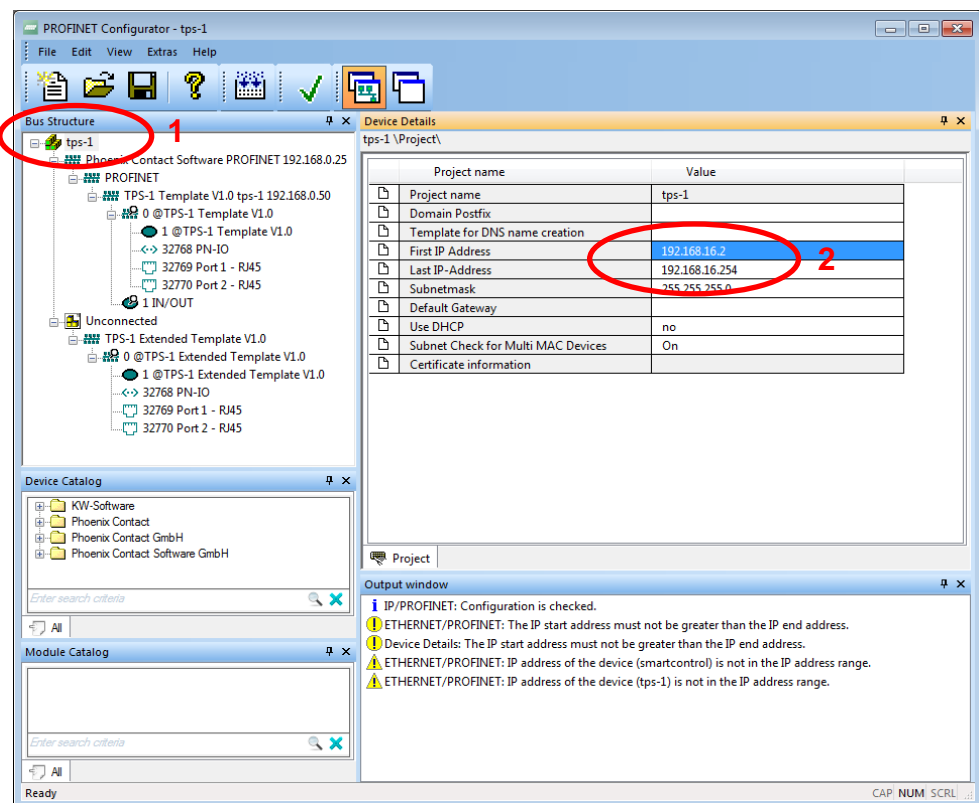 PROFINET Configurator - tps-1
File Edit View Extras Help
Bus Structure
1
tps-1
Phoenix Contact Software PROFINET 192.168.0.25
PROFINET
TPS-1 Template V1.0 tps-1 192.168.0.50
0 @TPS-1 Template V1.0
1 @TPS-1 Template V1.0
32768 PN-IO
32769 Port 1 - RJ45
32770 Port 2 - RJ45
1 IN/OUT
Unconnected
TPS-1 Extended Template V1.0
0 @TPS-1 Extended Template V1.0
1 @TPS-1 Extended Template V1.0
32768 PN-IO
32769 Port 1 - RJ45
32770 Port 2 - RJ45
Device Catalog
KW-Software
Phoenix Contact
Phoenix Contact GmbH
Phoenix Contact Software GmbH
Enter search criteria
All
Module Catalog
Enter search criteria
All
Device Details
tps-1 \Project\
Project name Value
Project name tps-1
Domain Postfix
Template for DNS name creation
First IP Address 192.168.16.2
2
Last IP-Address 192.168.16.254
Subnetmask 255.255.255.0
Default Gateway
Use DHCP no
Subnet Check for Multi MAC Devices On
Certificate information
Project
Output window
IP/PROFINET: Configuration is checked.
ETHERNET/PROFINET: The IP start address must not be greater than the IP end address.
Device Details: The IP start address must not be greater than the IP end address.
ETHERNET/PROFINET: IP address of the device (smartcontrol) is not in the IP address range.
ETHERNET/PROFINET: IP address of the device (tps-1) is not in the IP address range.
Ready
CAP NUM SCRL